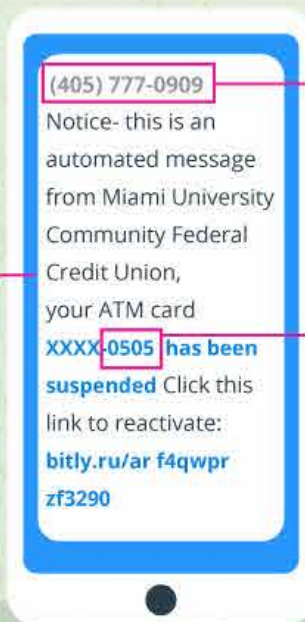 (405) 777-0909
Notice- this is an
automated message
from Miami University
Community Federal
Credit Union,
your ATM card
XXXX-0505 has been
suspended Click this
link to reactivate:
bitly.ru/ar f4qwpr
zf3290